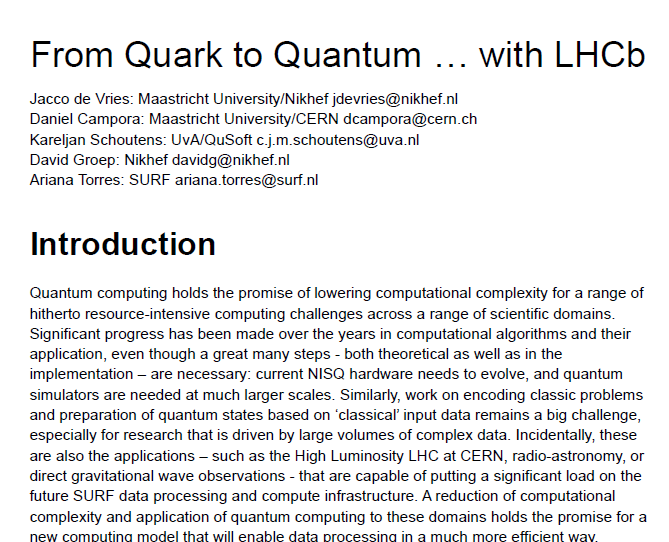 From Quark to Quantum … with LHCb
Jacco de Vries: Maastricht University/Nikhef jdevries@nikhef.nl
Daniel Campora: Maastricht University/CERN dcampora@cern.ch
Kareljan Schoutens: UvA/QuSoft c.j.m.schoutens@uva.nl
David Groep: Nikhef davidg@nikhef.nl
Ariana Torres: SURF ariana.torres@surf.nl
Introduction
Quantum computing holds the promise of lowering computational complexity for a range of
hitherto resource-intensive computing challenges across a range of scientific domains.
Significant progress has been made over the years in computational algorithms and their
application, even though a great many steps - both theoretical as well as in the
implementation – are necessary: current NISQ hardware needs to evolve, and quantum
simulators are needed at much larger scales. Similarly, work on encoding classic problems
and preparation of quantum states based on ‘classical’ input data remains a big challenge,
especially for research that is driven by large volumes of complex data. Incidentally, these
are also the applications – such as the High Luminosity LHC at CERN, radio-astronomy, or
direct gravitational wave observations - that are capable of putting a significant load on the
future SURF data processing and compute infrastructure. A reduction of computational
complexity and application of quantum computing to these domains holds the promise for a
new computing model that will enable data processing in a much more efficient way.